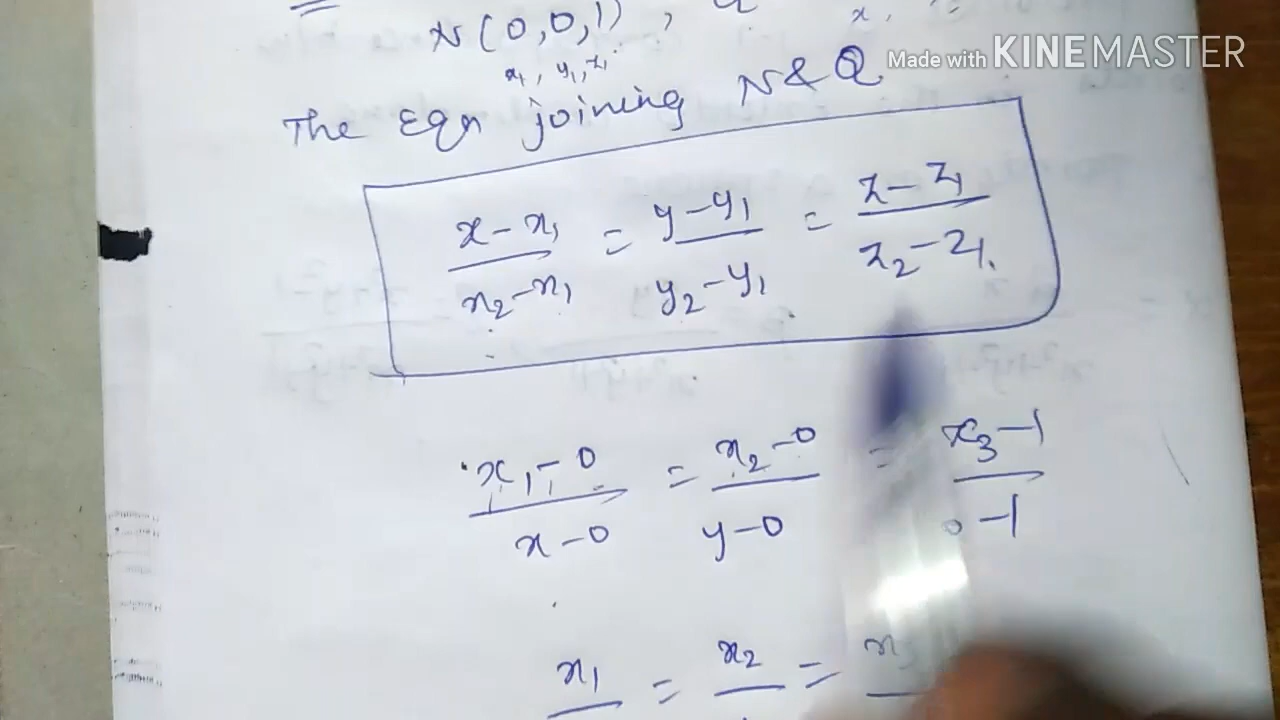 N(0,0,1),
x1, y1, z1
Made with KINEMASTER
The Eqn joining N & Q
x-x1/x2-x1 = y-y1/y2-y1 = z-z1/z2-z1.
x1-0/x-0 = x2-0/y-0 = x3-1/0-1
x1 = x2 =